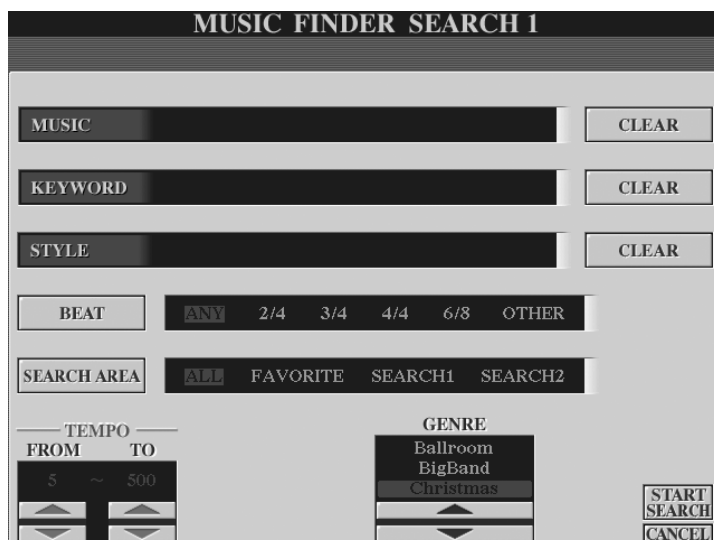 MUSIC FINDER SEARCH 1
MUSIC CLEAR
KEYWORD CLEAR
STYLE CLEAR
BEAT ANY 2/4 3/4 4/4 6/8 OTHER
SEARCH AREA ALL FAVORITE SEARCH1 SEARCH2
TEMPO
FROM TO
5 ~ 500
GENRE
Ballroom
BigBand
Christmas
START
SEARCH
CANCEL